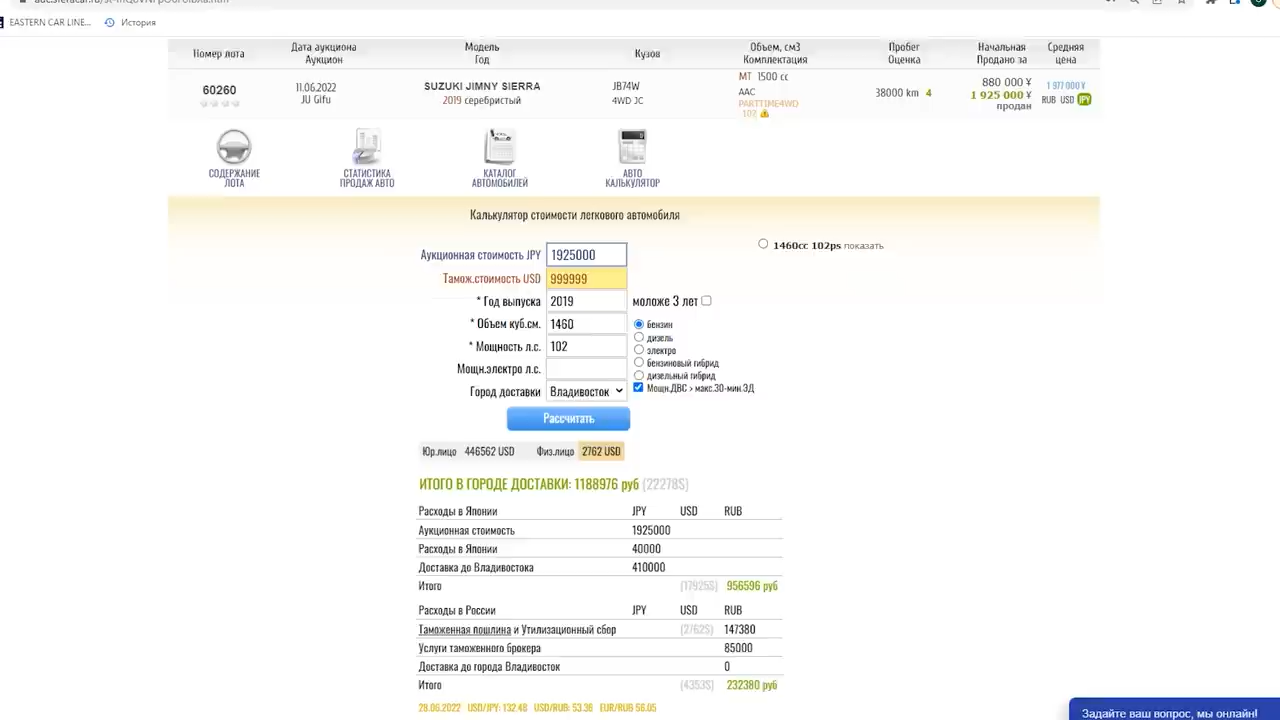 EASTERN CAR LINE... История
Номер лота Дата аукциона Аукцион Модель Год Кузов Объем, см3 Комплектация Пробег Оценка Начальная Продано за Средняя цена
60260 11.06.2022 JU Gifu SUZUKI JIMNY SIERRA 2019 серебристый JB74W 4WD JC MT 1500 cc AAC PARTTIME4WD 38000 km 4 880 000 ¥ 1 925 000 ¥ продан 1 977 000 ¥ RUB USD JPY
СОДЕРЖАНИЕ ЛОТА
СТАТИСТИКА ПРОДАЖ АВТО
КАТАЛОГ АВТОМОБИЛЕЙ
АВТО КАЛЬКУЛЯТОР
Калькулятор стоимости легкового автомобиля
1460cc 102ps показать
Аукционная стоимость JPY 1925000
Тамож.стоимость USD 999999
* Год выпуска 2019 моложе 3 лет
* Объем куб.см. 1460 бензин
дизель
* Мощность л.с. 102 электро
Мощн.электро л.с. бензиновый гибрид
дизельный гибрид
Город доставки Владивосток Мощн.ДВС > макс.30-мин.ЭД
Рассчитать
Юр.лицо 446562 USD Физ.лицо 2762 USD
ИТОГО В ГОРОДЕ ДОСТАВКИ: 1188976 руб (22278$)
Расходы в Японии JPY USD RUB
Аукционная стоимость 1925000
Расходы в Японии 40000
Доставка до Владивостока 410000
Итого (17925$) 956596 руб
Расходы в России JPY USD RUB
Таможенная пошлина и Утилизационный сбор (2762$) 147380
Услуги таможенного брокера 85000
Доставка до города Владивосток 0
Итого (4353$) 232380 руб
USD/JPY: 132.48 USD/RUB: 53.36 EUR/RUB 56.05
Задайте ваш вопрос, мы онлайн!